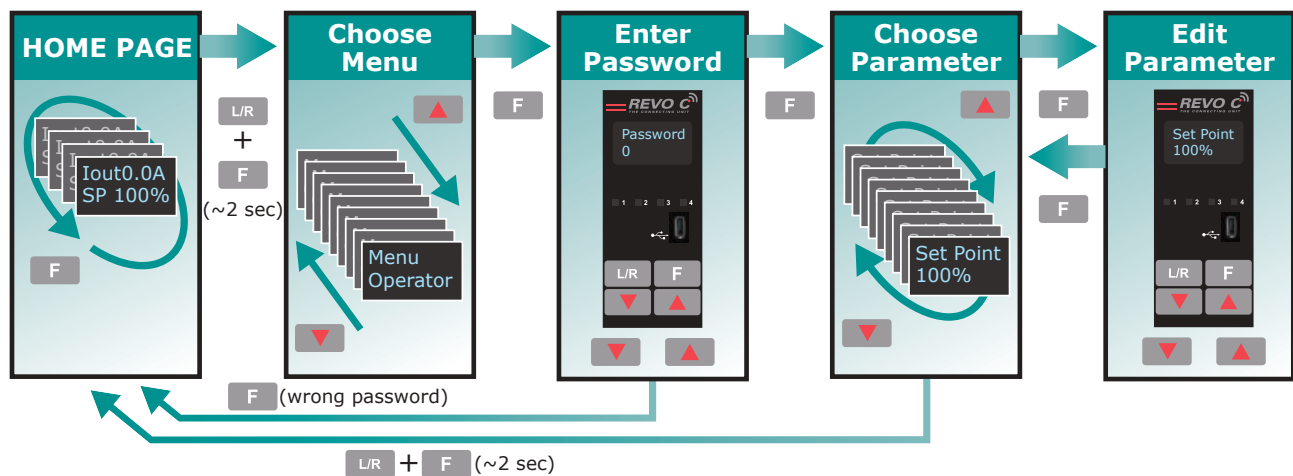 HOME PAGE
Iout0.0A
SP 100%
F
L/R
+
F
(~2 sec)
Choose
Menu
Menu
Operator
F
Enter
Password
REVO C
THE CONNECTING UNIT
Password
0
1 2 3 4
L/R F
F
Choose
Parameter
Set Point
100%
F
F
Edit
Parameter
REVO C
THE CONNECTING UNIT
Set Point
100%
1 2 3 4
L/R F
F (wrong password)
L/R + F (~2 sec)